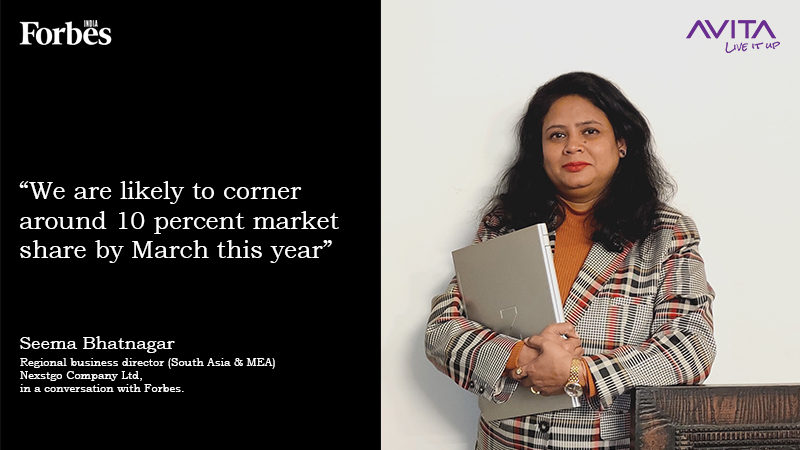 INDIA
Forbes
AVITA
LIVE IT UP
“We are likely to corner
around 10 percent market
share by March this year”
Seema Bhatnagar
Regional business director (South Asia & MEA)
Nexstgo Company Ltd,
in a conversation with Forbes.